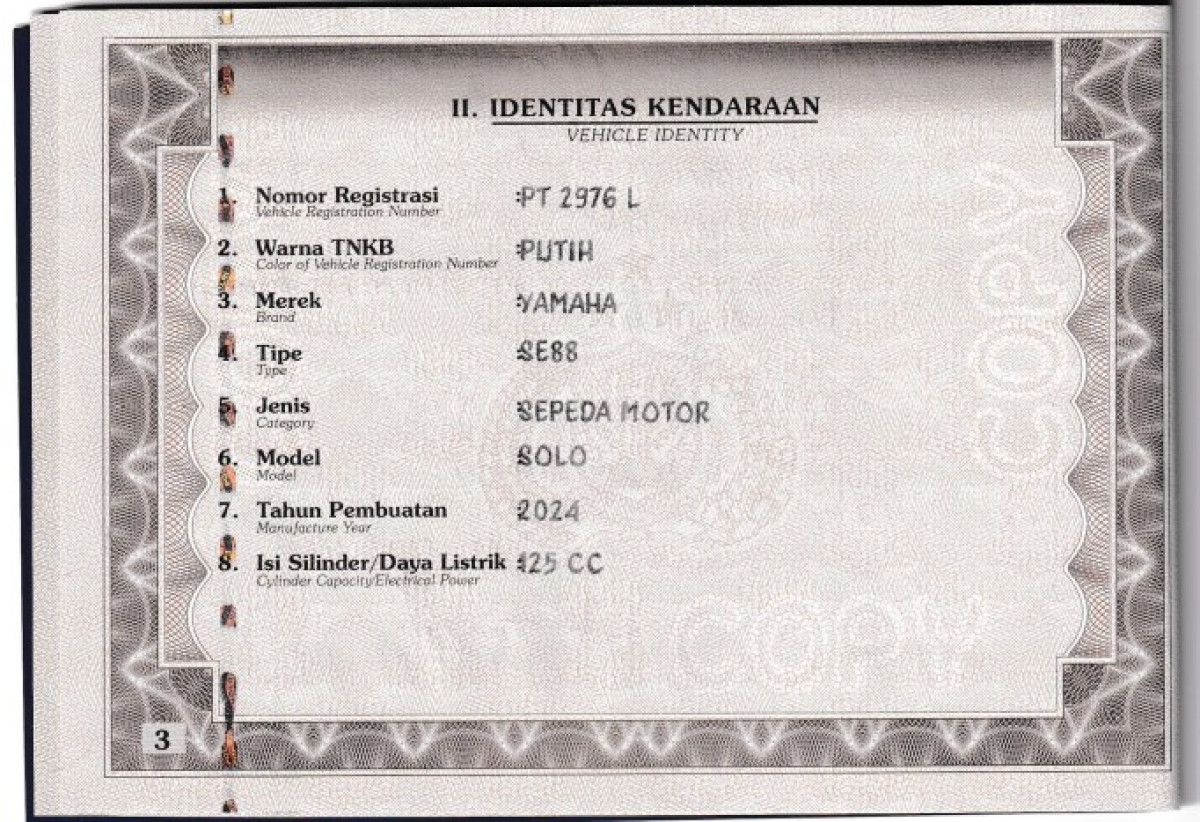 II. IDENTITAS KENDARAAN
VEHICLE IDENTITY
1. Nomor Registrasi :PT 2976 L
Vehicle Registration Number
2. Warna TNKB :PUTIH
Color of Vehicle Registration Number
3. Merek :YAMAHA
Brand
4. Tipe :SE88
Type
5. Jenis :SEPEDA MOTOR
Category
6. Model :SOLO
Model
7. Tahun Pembuatan :2024
Manufacture Year
8. Isi Silinder/Daya Listrik :125 CC
Cylinder Capacity/Electrical Power
COPY
COPY
3